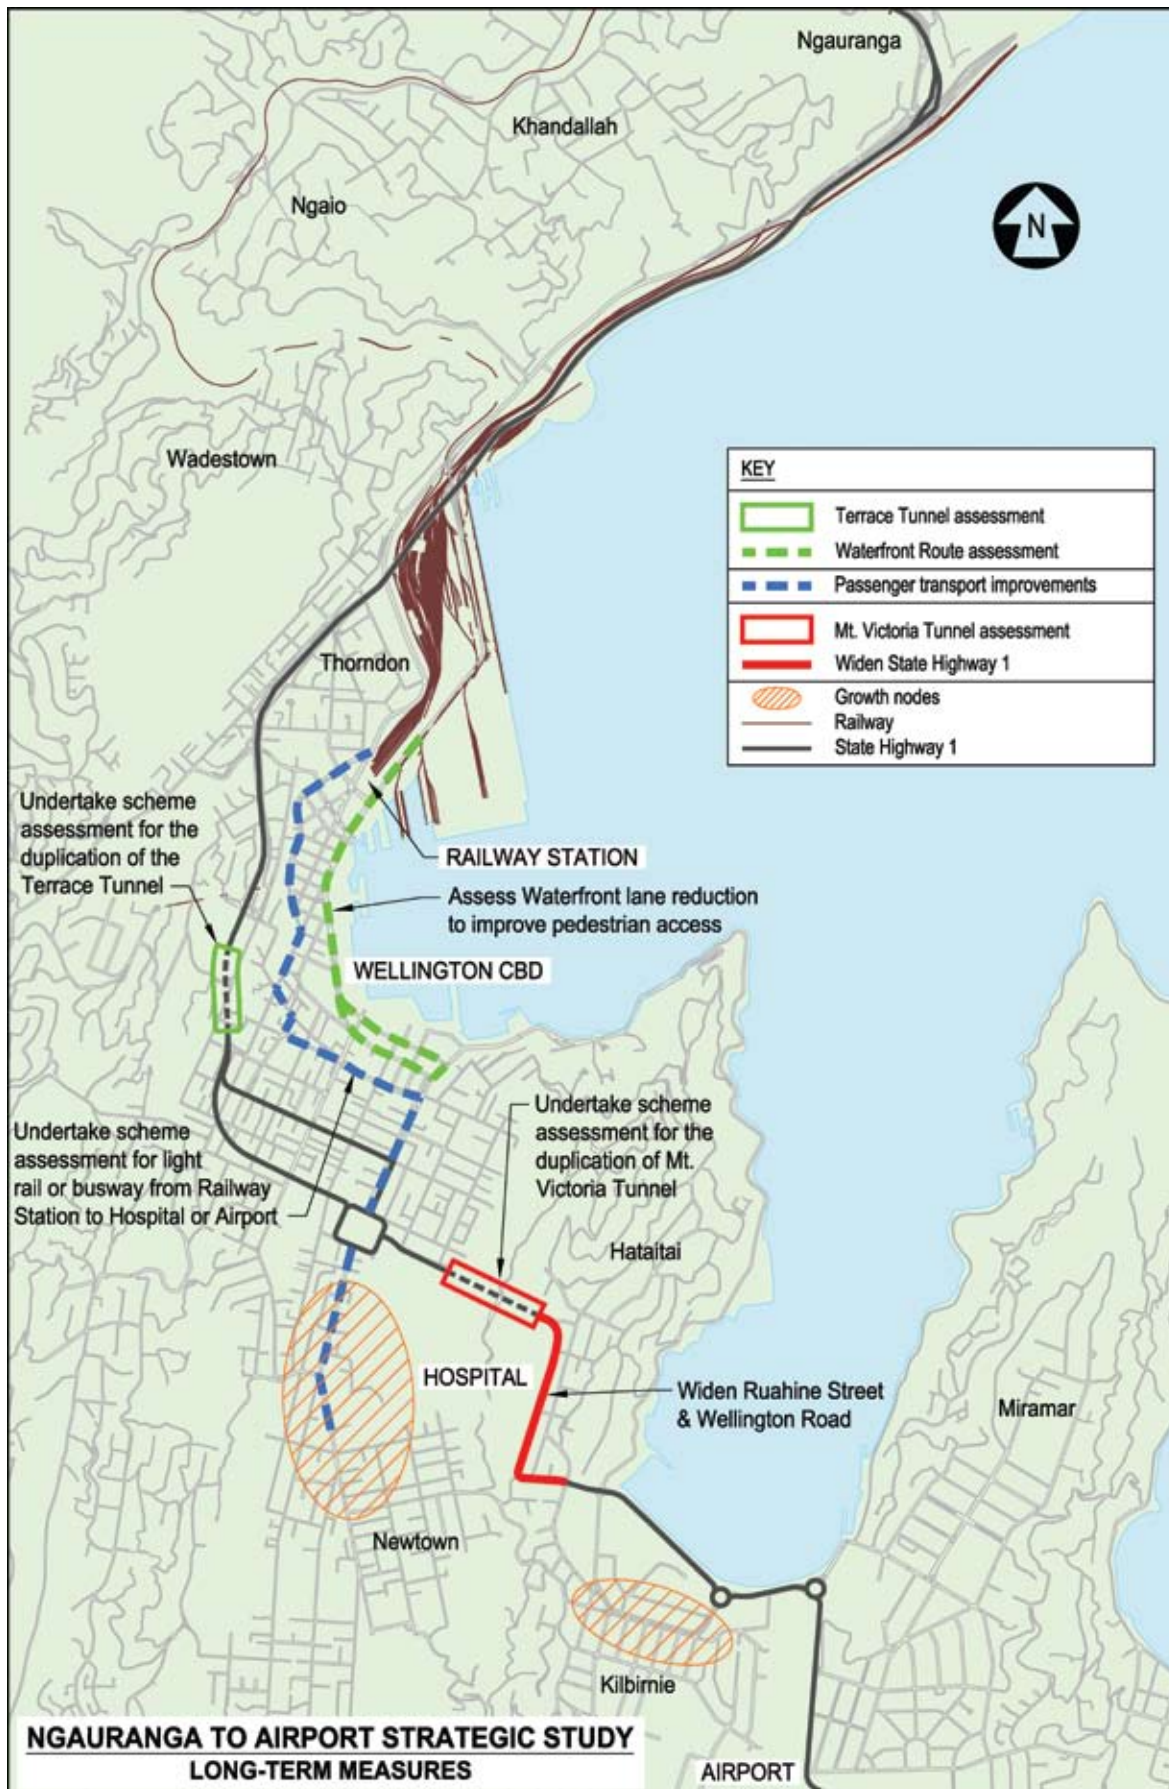 Ngauranga
Khandallah
Ngaio
N
Wadestown
KEY
Terrace Tunnel assessment
Waterfront Route assessment
Passenger transport improvements
Mt. Victoria Tunnel assessment
Widen State Highway 1
Growth nodes
Railway
State Highway 1
Thorndon
Undertake scheme
assessment for the
duplication of the
Terrace Tunnel
RAILWAY STATION
Assess Waterfront lane reduction
to improve pedestrian access
WELLINGTON CBD
Undertake scheme
assessment for the
duplication of Mt.
Victoria Tunnel
Undertake scheme
assessment for light
rail or busway from Railway
Station to Hospital or Airport
Hataitai
HOSPITAL
Widen Ruahine Street
& Wellington Road
Miramar
Newtown
Kilbirnie
NGAURANGA TO AIRPORT STRATEGIC STUDY
LONG-TERM MEASURES
AIRPORT